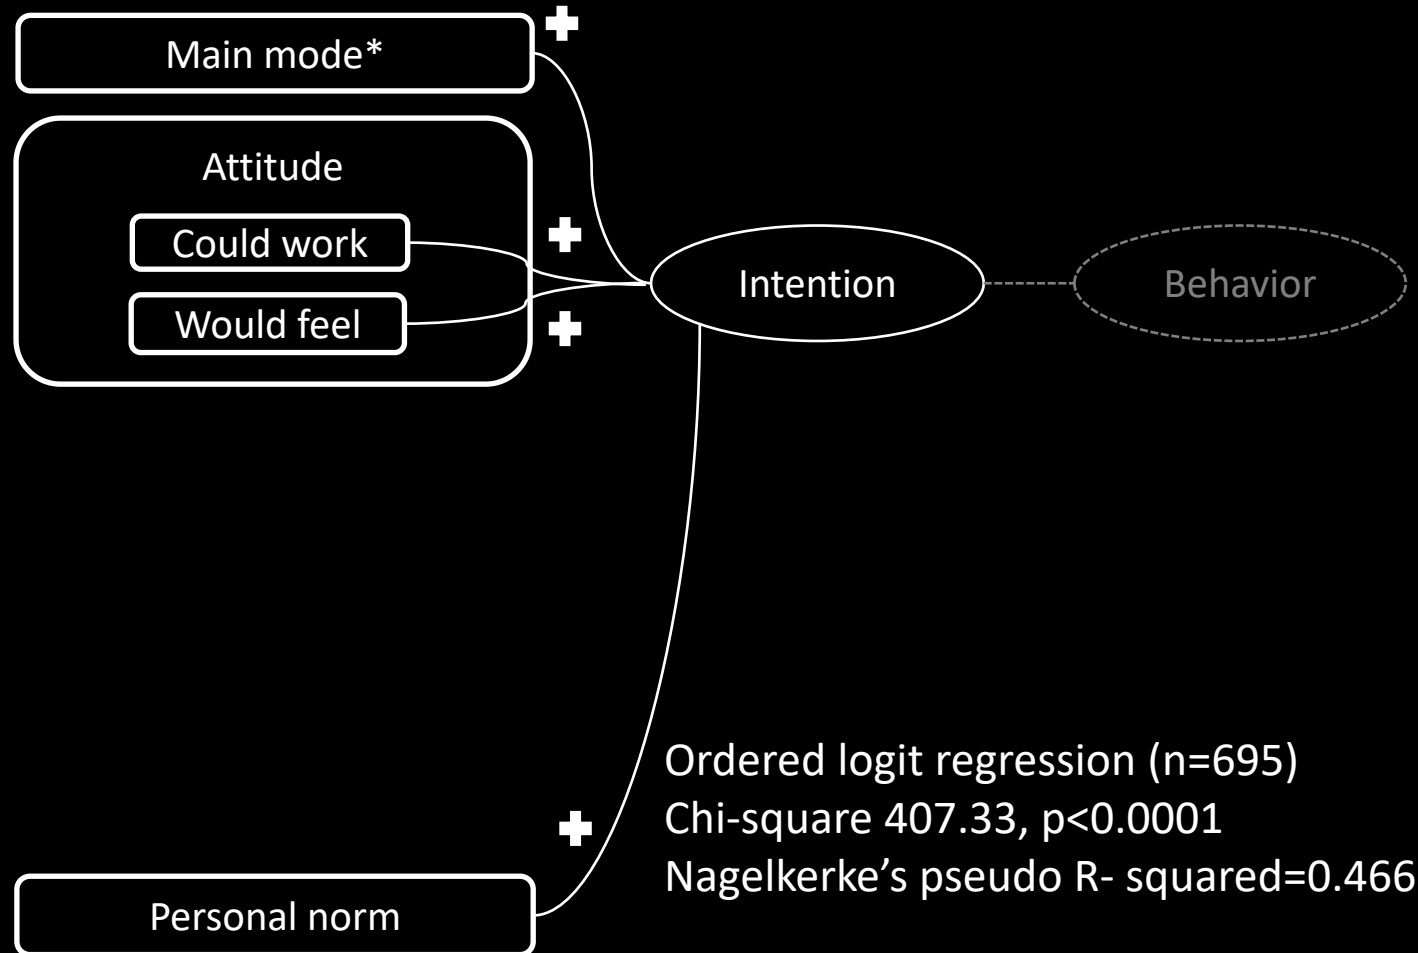 Main mode*
Attitude
Could work
Would feel
Intention
Behavior
Personal norm
Ordered logit regression (n=695)
Chi-square 407.33, p<0.0001
Nagelkerke’s pseudo R- squared=0.466